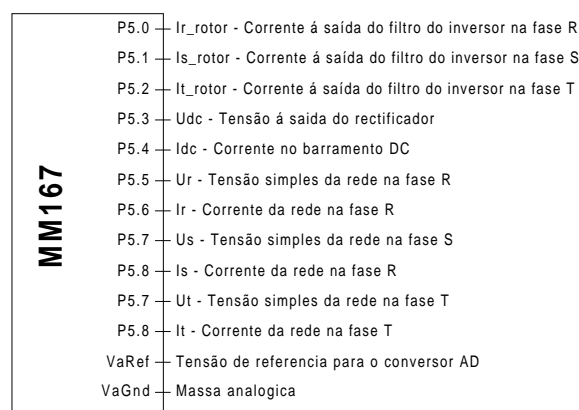 MM167
P5.0 Ir_rotor - Corrente á saída do filtro do inversor na fase R
P5.1 Is_rotor - Corrente á saída do filtro do inversor na fase S
P5.2 It_rotor - Corrente á saída do filtro do inversor na fase T
P5.3 Udc - Tensão á saida do rectificador
P5.4 Idc - Corrente no barramento DC
P5.5 Ur - Tensão simples da rede na fase R
P5.6 Ir - Corrente da rede na fase R
P5.7 Us - Tensão simples da rede na fase S
P5.8 Is - Corrente da rede na fase R
P5.7 Ut - Tensão simples da rede na fase T
P5.8 It - Corrente da rede na fase T
VaRef Tensão de referencia para o conversor AD
VaGnd Massa analogica